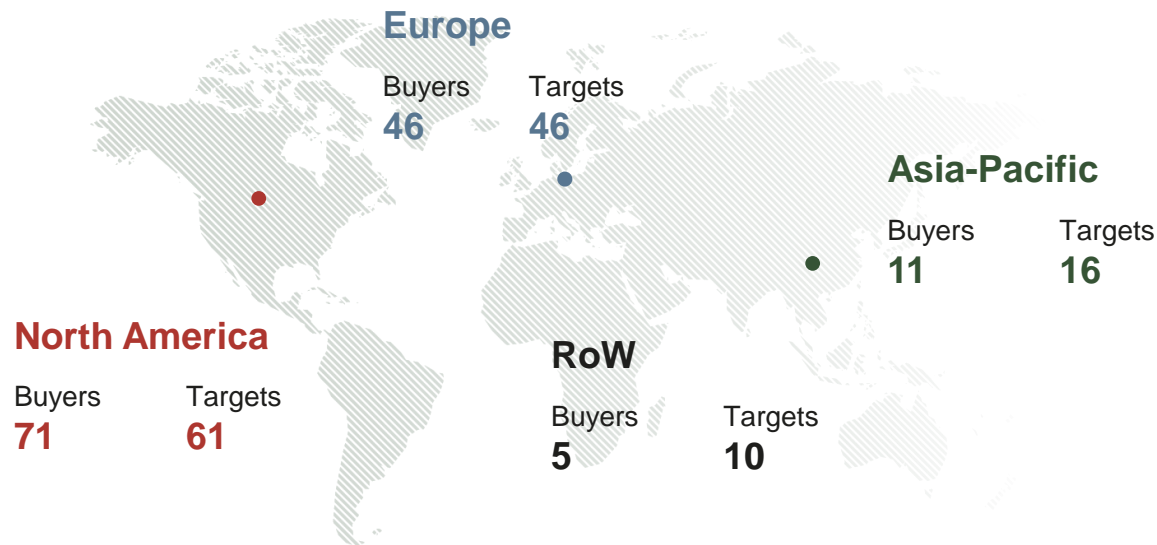 Europe
Buyers Targets
46 46
Asia-Pacific
Buyers Targets
11 16
North America
Buyers Targets
71 61
RoW
Buyers Targets
5 10